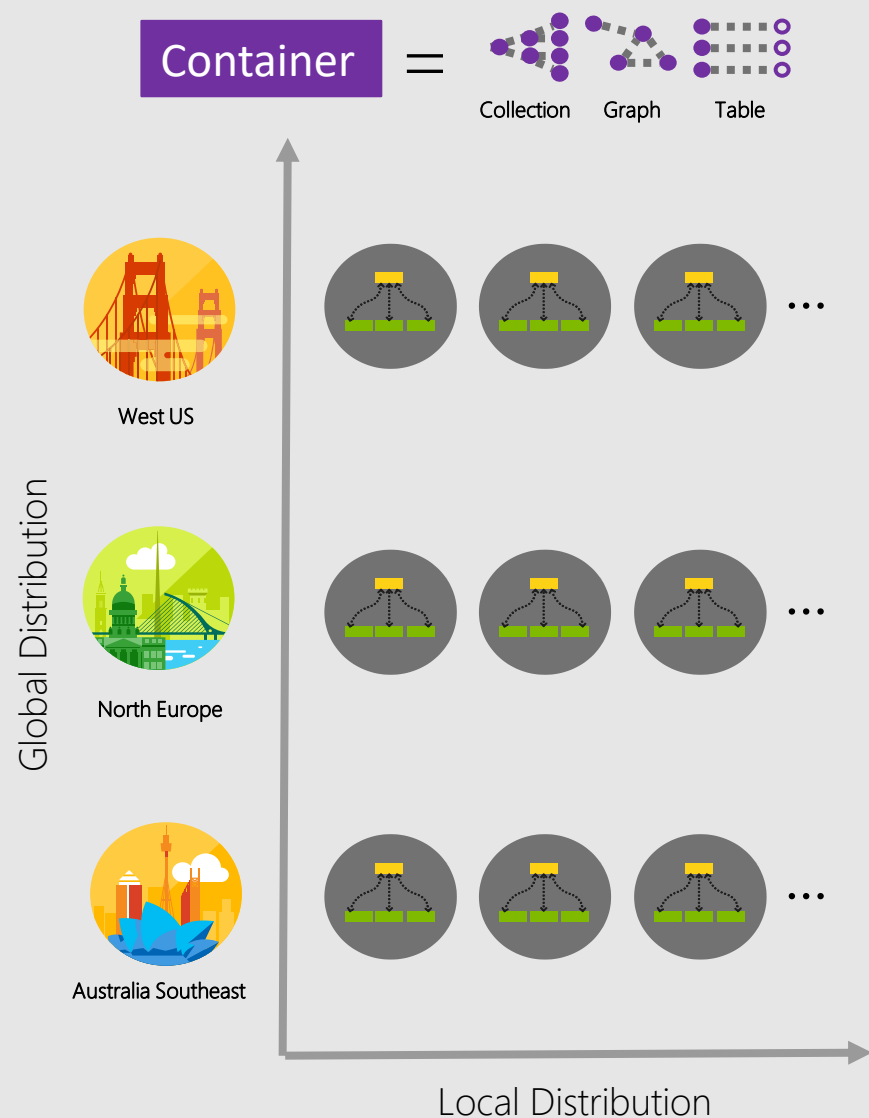 Container =
Collection Graph Table
West US
...
Global Distribution
North Europe
...
Australia Southeast
...
Local Distribution